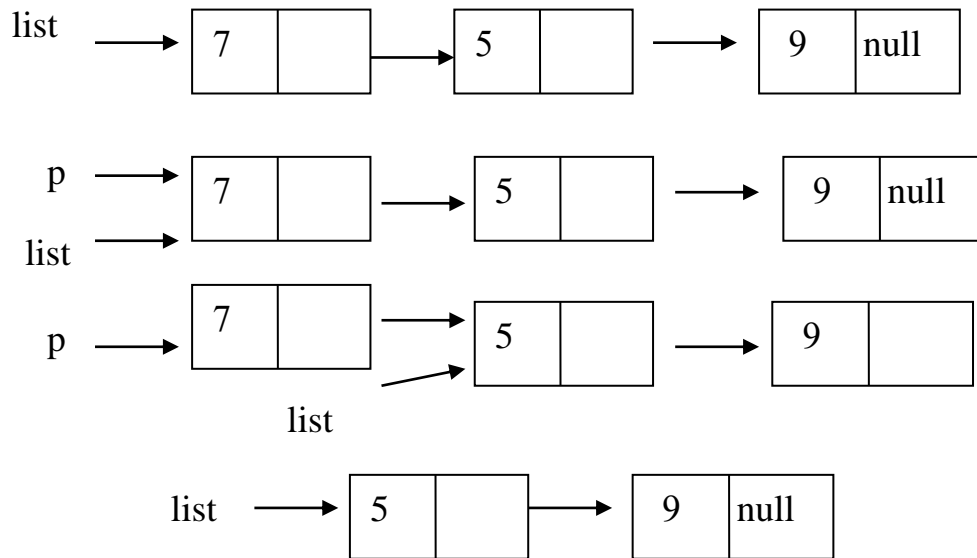 list 7 5 9 null
p 7 5 9 null
list
7 5 9
p
list
list 5 9 null